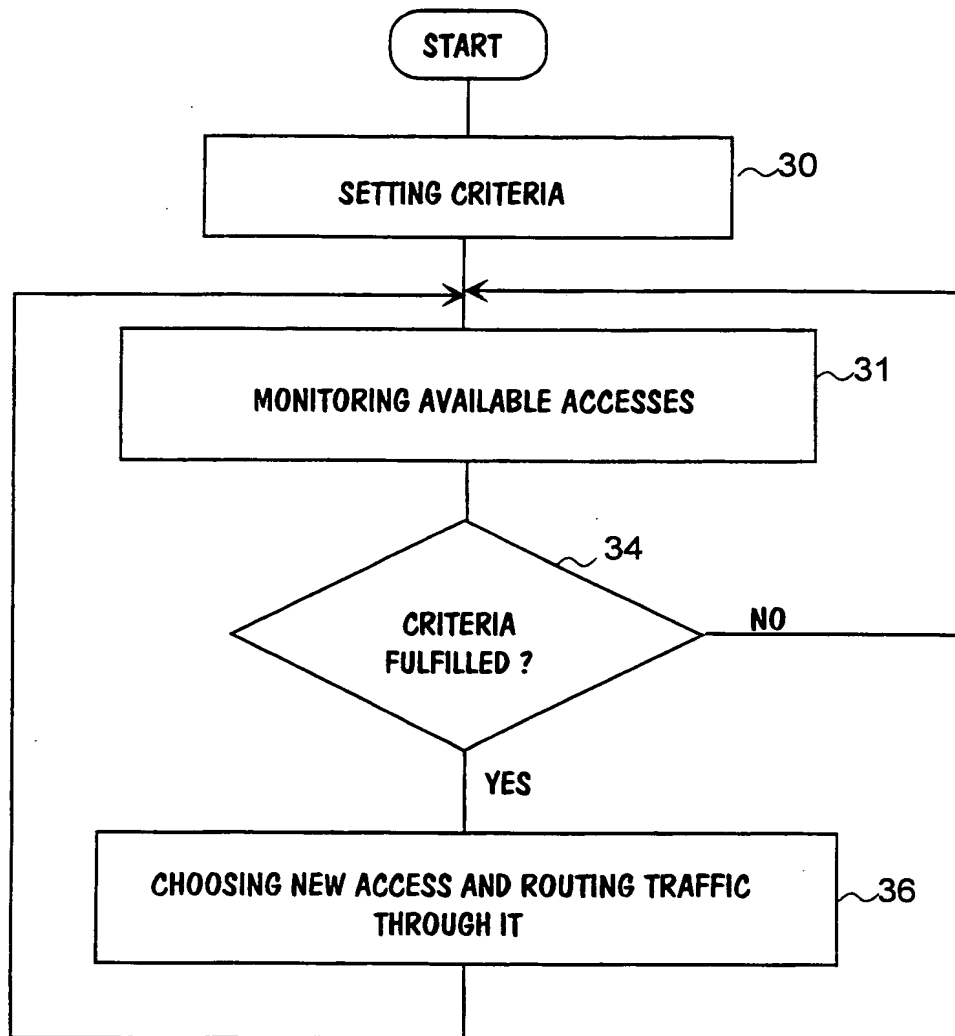 START
SETTING CRITERIA
30
MONITORING AVAILABLE ACCESSES
31
34
CRITERIA
FULFILLED ?
NO
YES
CHOOSING NEW ACCESS AND ROUTING TRAFFIC
THROUGH IT
36